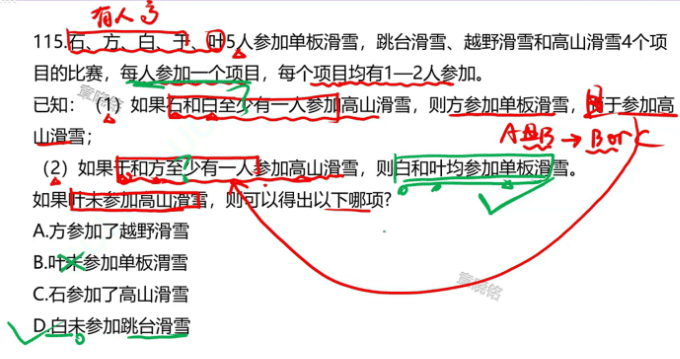 有人高
115.石、方、白、于、叶5人参加单板滑雪，跳台滑雪、越野滑雪和高山滑雪4个项
目的比赛，每人参加一个项目，每个项目均有1—2人参加。
已知：（1）如果石和白至少有一人参加高山滑雪，则方参加单板滑雪，且于参加高
山滑雪；
A且B → B or C
（2）如果于和方至少有一人参加高山滑雪，则白和叶均参加单板滑雪。
如果叶未参加高山滑雪，则可以得出以下哪项?
A.方参加了越野滑雪
B.叶未参加单板渭雪
C.石参加了高山滑雪
D.白未参加跳台滑雪